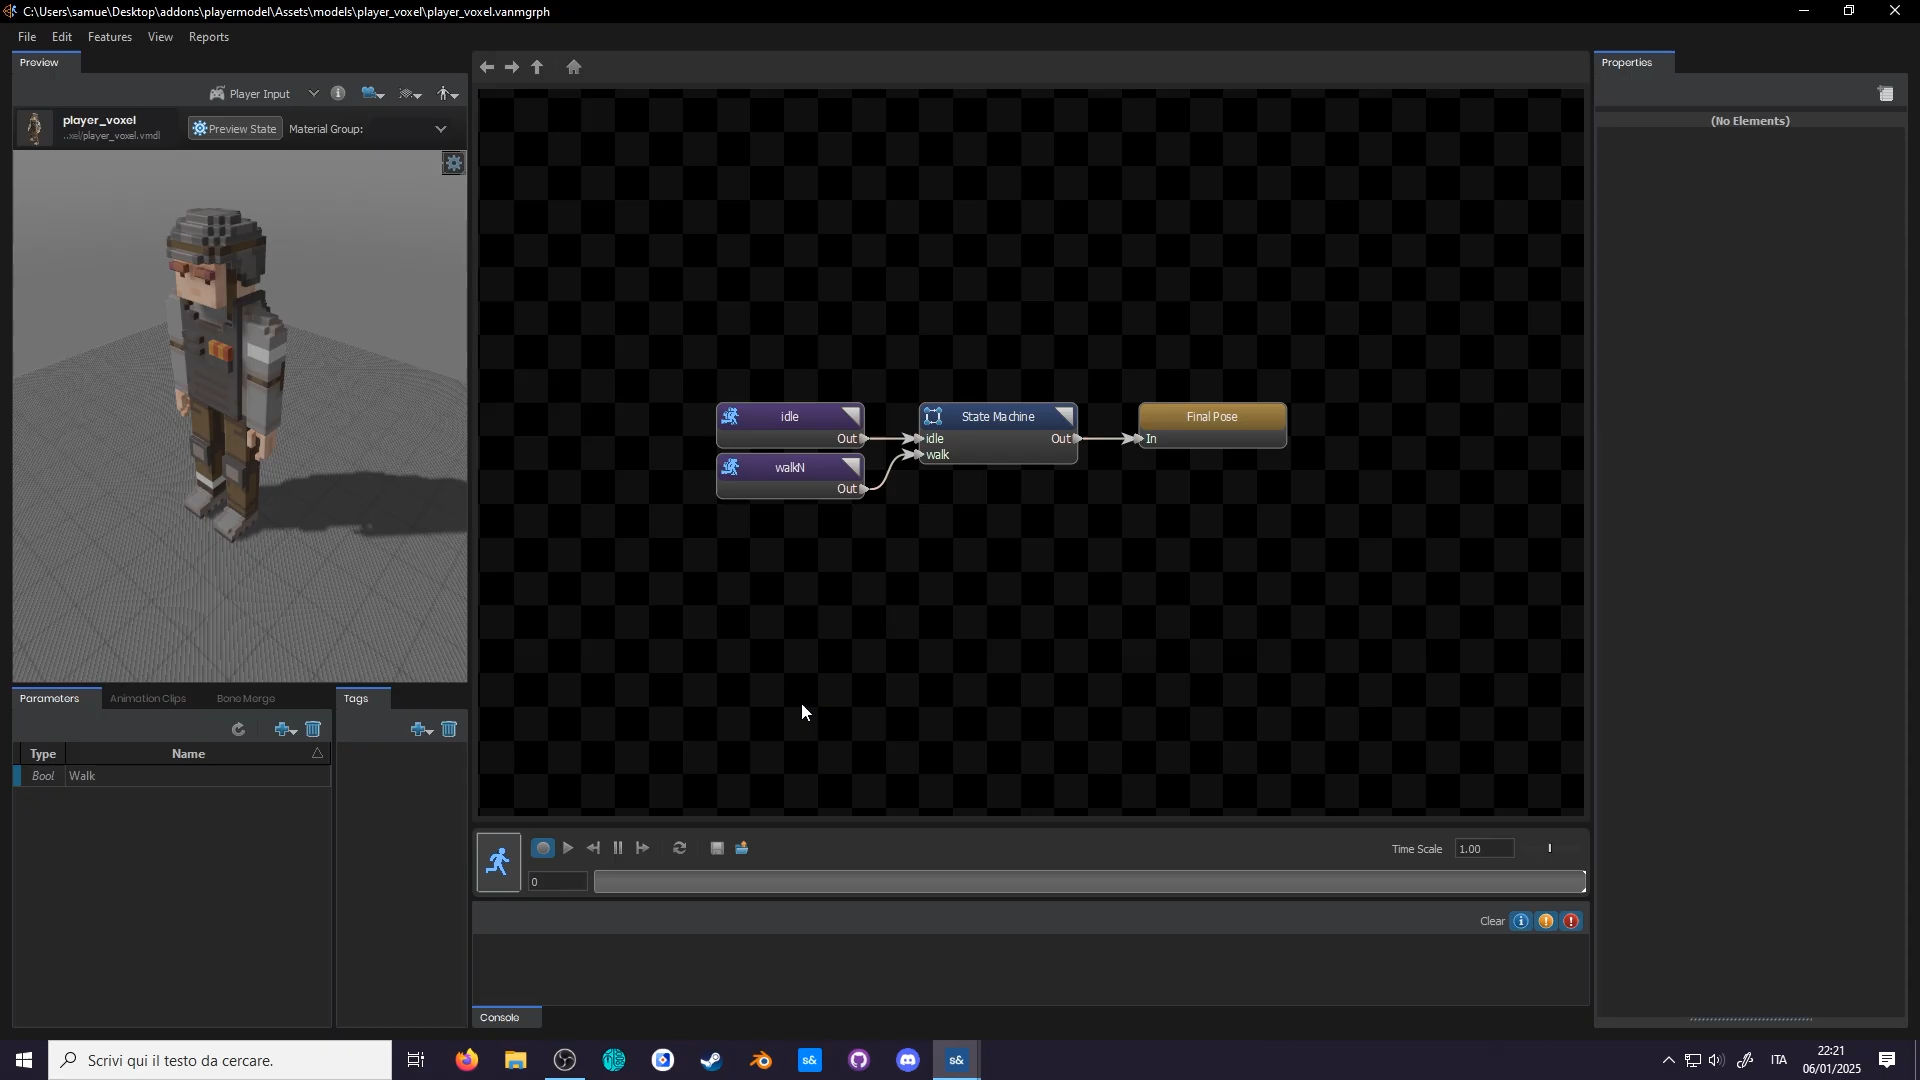 C:\Users\samue\Desktop\addons\playermodel\Assets\models\player_voxel\player_voxel.vanmgrph
File Edit Features View Reports
Preview
Player Input
player_voxel
..xel/player_voxel.vmdl
Preview State
Material Group:
idle
Out
walkN
Out
State Machine
idle
Out
walk
Final Pose
In
Properties
(No Elements)
Parameters
Animation Clips
Bone Merge
Tags
Type
Name
Bool
Walk
0
Time Scale
1.00
Clear
Console
Scrivi qui il testo da cercare.
s&
s&
ITA
22:21
06/01/2025